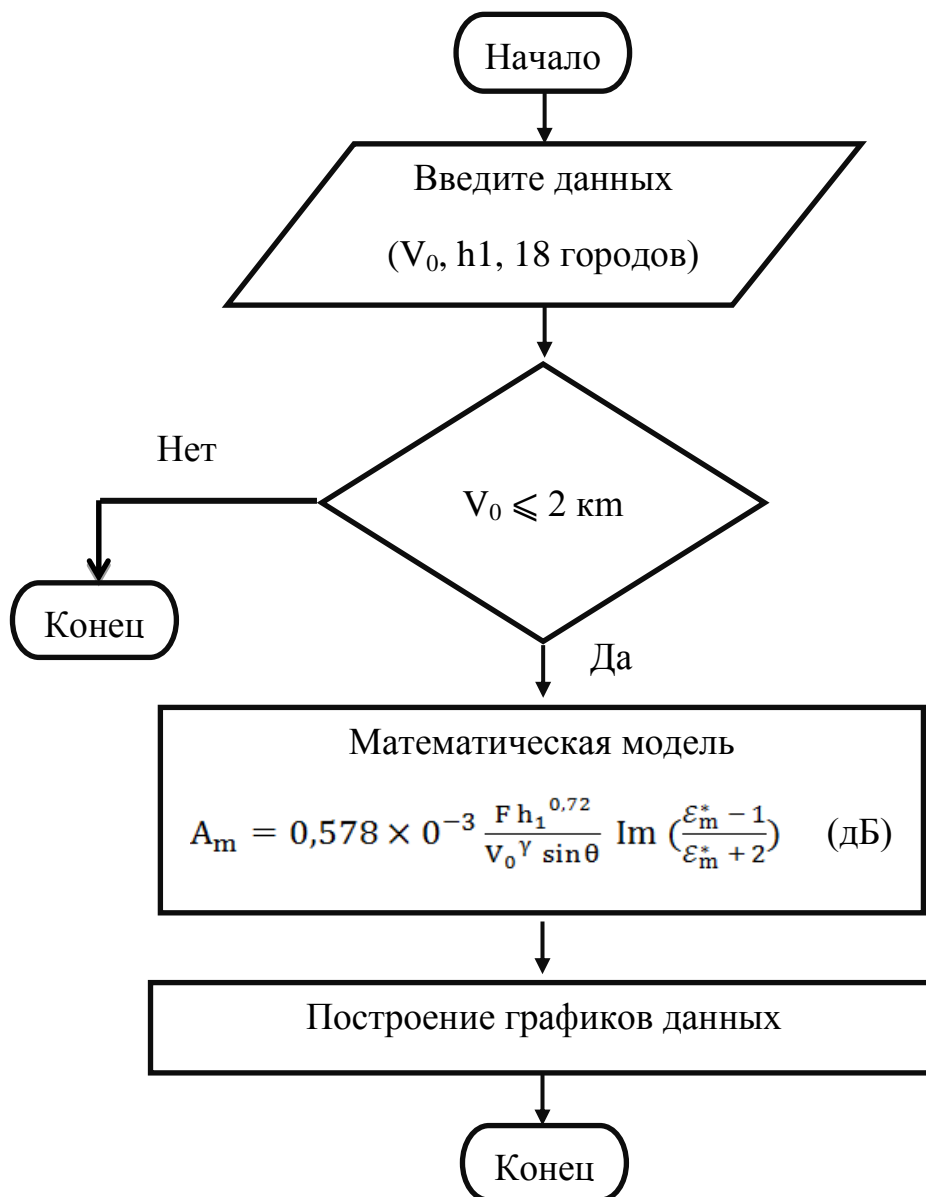 Начало
Введите данных
(V₀, h1, 18 городов)
V₀ ⩽ 2 кm
Нет
Конец
Да
Математическая модель
Aₘ = 0,578 × 0⁻³ (F h₁^0,72)/(V₀^γ sin θ) Im ((ε*ₘ − 1)/(ε*ₘ + 2)) (дБ)
Построение графиков данных
Конец